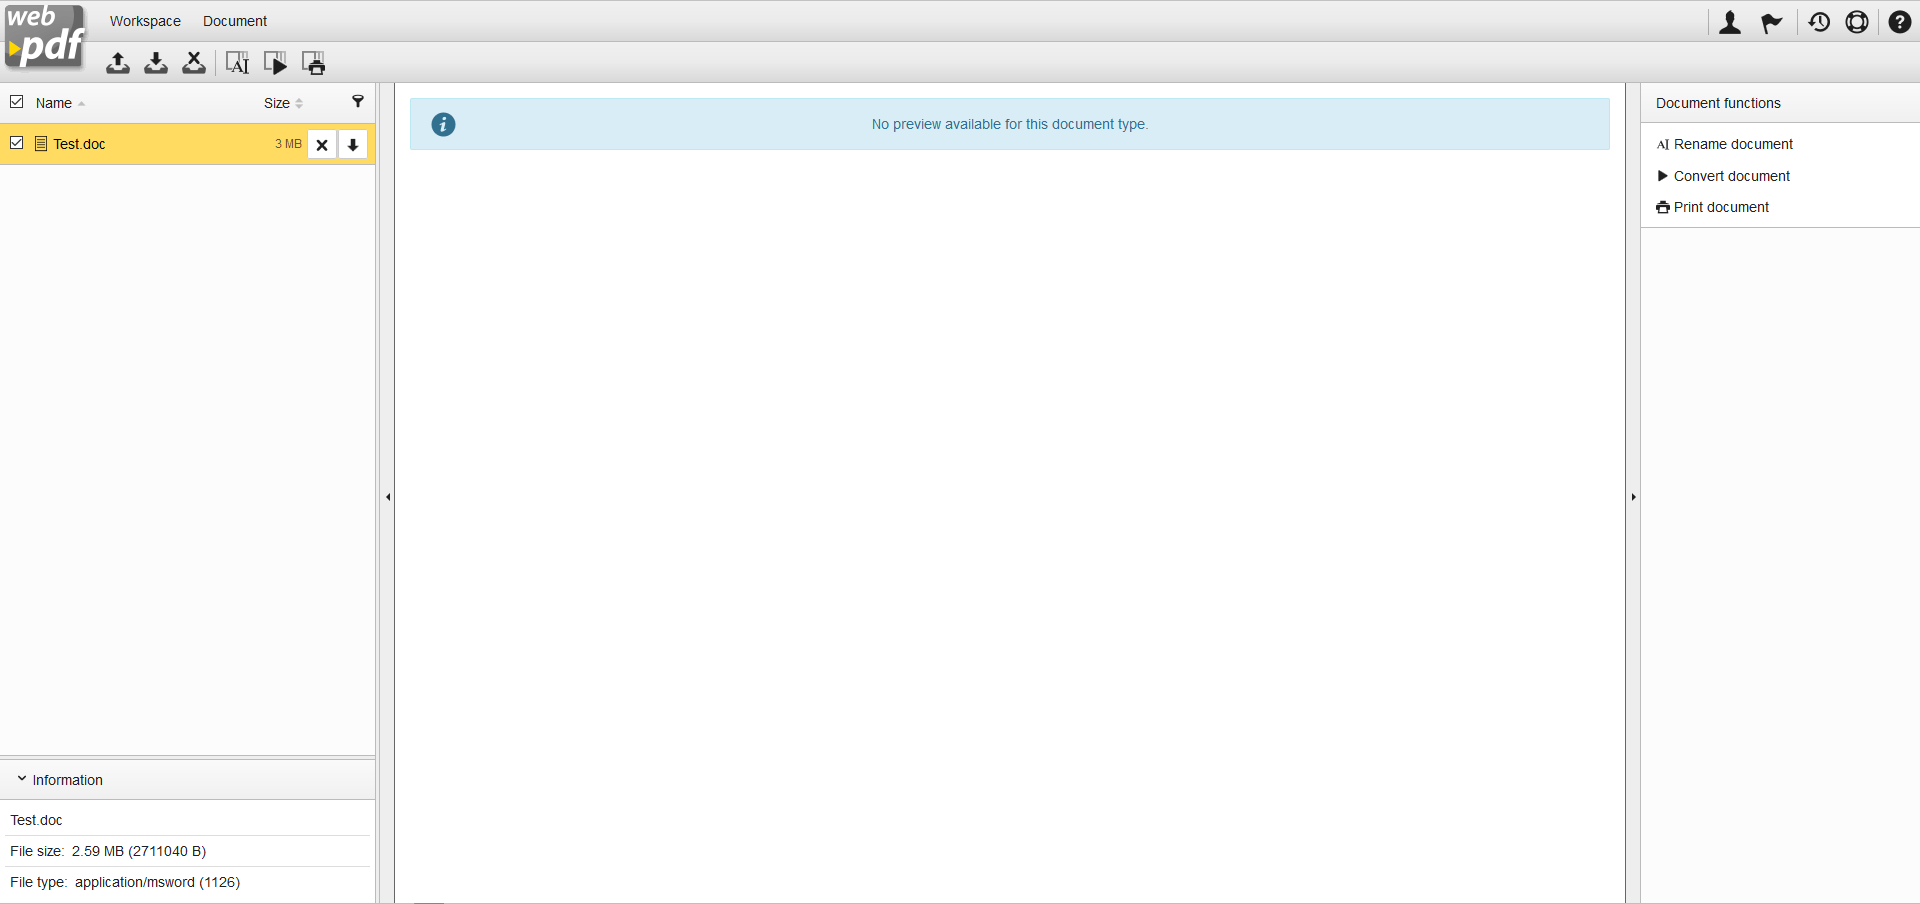 web
pdf
Workspace
Document
Name
Size
Test.doc
3 MB
No preview available for this document type.
Document functions
AI Rename document
Convert document
Print document
Information
Test.doc
File size: 2.59 MB (2711040 B)
File type: application/msword (1126)